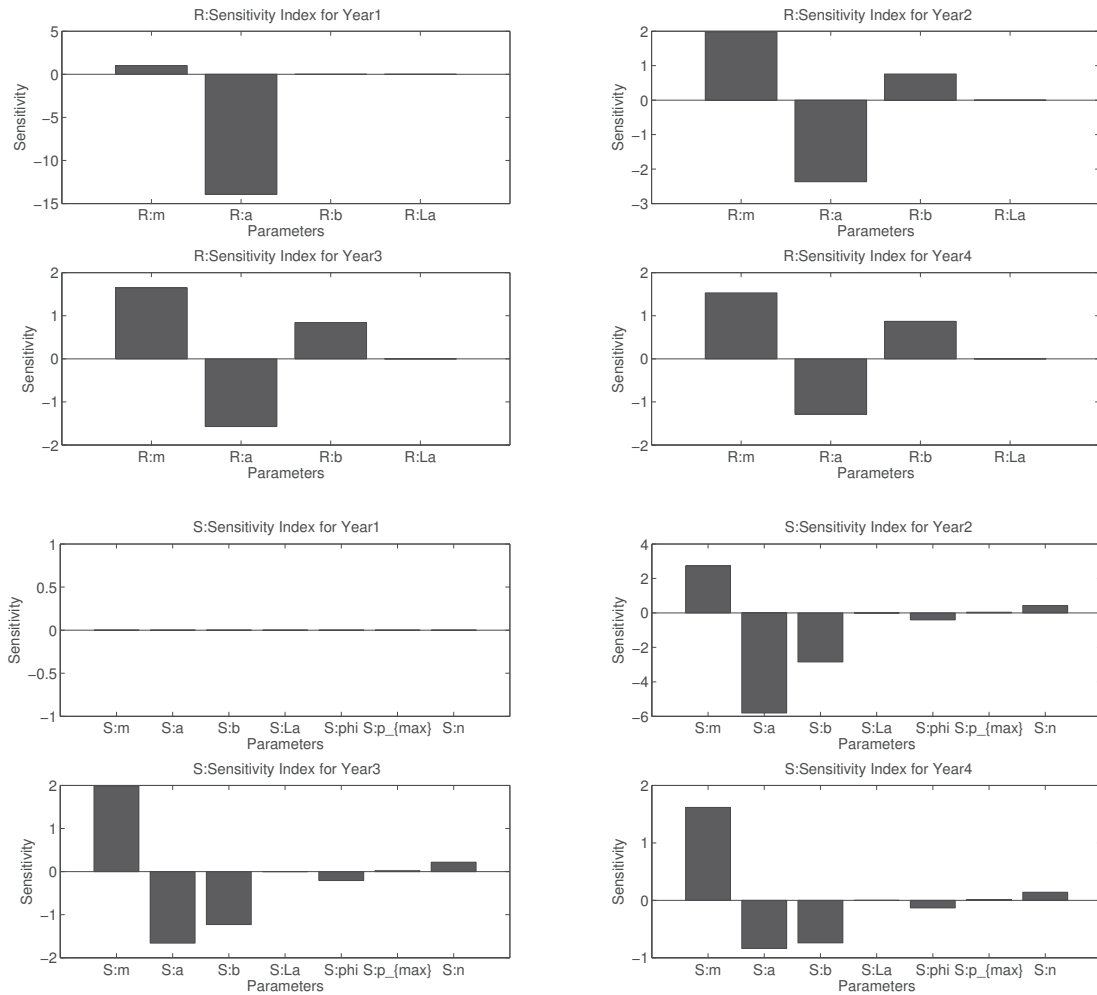 R:Sensitivity Index for Year1
5
0
−5
−10
−15
Sensitivity
R:m R:a R:b R:La
Parameters
R:Sensitivity Index for Year2
2
1
0
−1
−2
−3
Sensitivity
R:m R:a R:b R:La
Parameters
R:Sensitivity Index for Year3
2
1
0
−1
−2
Sensitivity
R:m R:a R:b R:La
Parameters
R:Sensitivity Index for Year4
2
1
0
−1
−2
Sensitivity
R:m R:a R:b R:La
Parameters
S:Sensitivity Index for Year1
1
0.5
0
−0.5
−1
Sensitivity
S:m S:a S:b S:La S:phi S:p_{max} S:n
Parameters
S:Sensitivity Index for Year2
4
2
0
−2
−4
−6
Sensitivity
S:m S:a S:b S:La S:phi S:p_{max} S:n
Parameters
S:Sensitivity Index for Year3
2
1
0
−1
−2
Sensitivity
S:m S:a S:b S:La S:phi S:p_{max} S:n
Parameters
S:Sensitivity Index for Year4
2
1
0
−1
Sensitivity
S:m S:a S:b S:La S:phi S:p_{max} S:n
Parameters